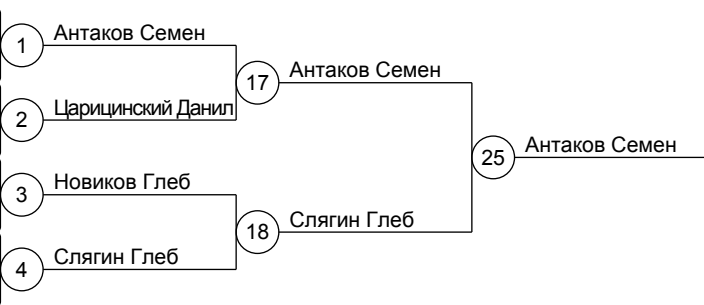 1 Антаков Семен
17 Антаков Семен
2 Царицинский Данил
25 Антаков Семен
3 Новиков Глеб
18 Слягин Глеб
4 Слягин Глеб